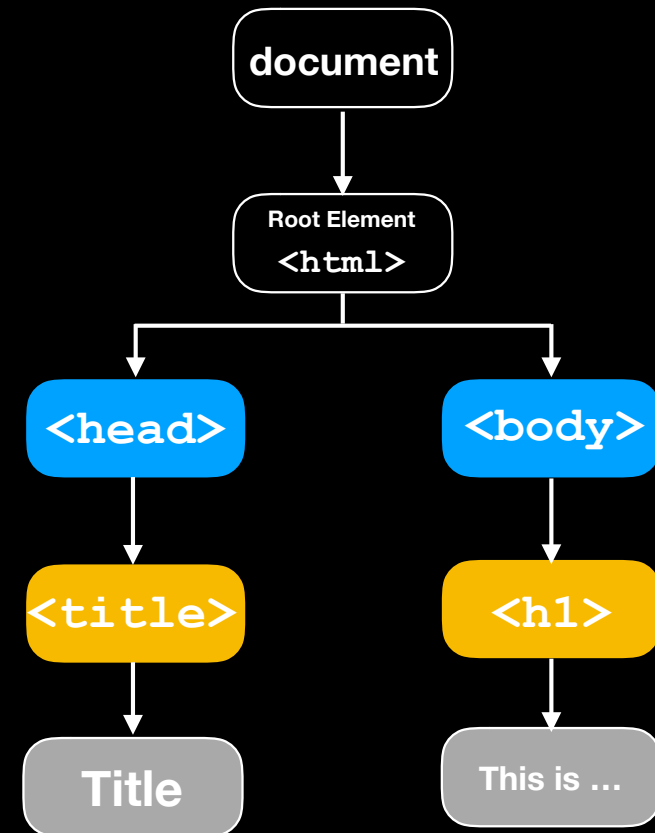 document
Root Element
<html>
<head>
<body>
<title>
<h1>
Title
This is ...